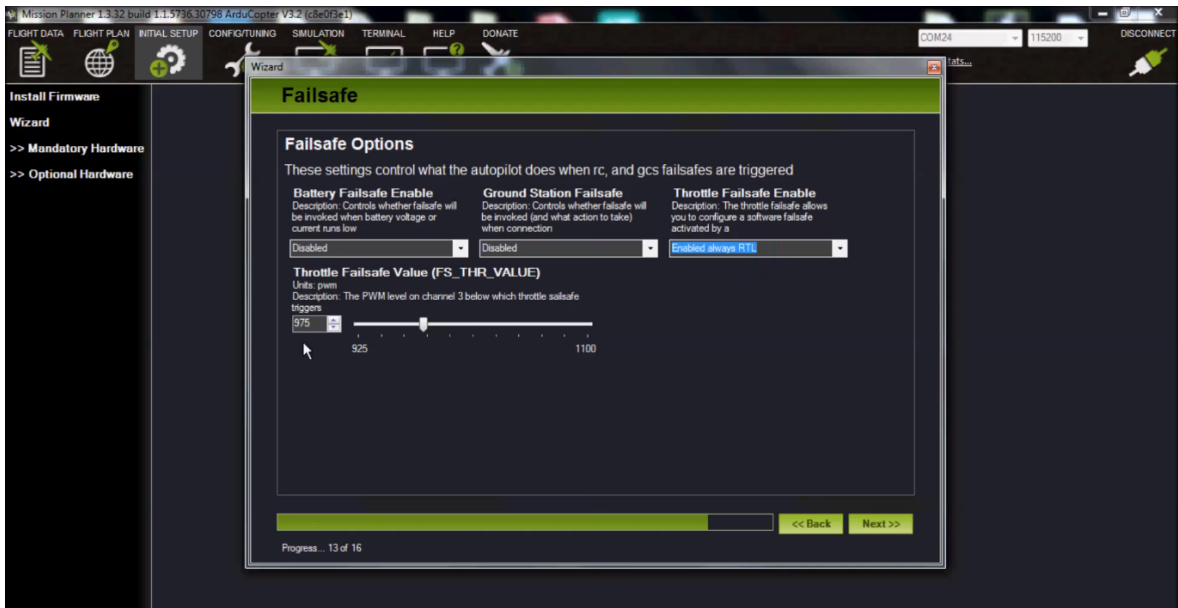 Mission Planner 1.3.32 build 1.1.5736.30798 ArduCopter V3.2 (c8e0f3e1)
FLIGHT DATA FLIGHT PLAN INITIAL SETUP CONFIG/TUNING SIMULATION TERMINAL HELP DONATE
COM24 115200 DISCONNECT
tats...
Wizard
Install Firmware
Wizard
>> Mandatory Hardware
>> Optional Hardware
Failsafe
Failsafe Options
These settings control what the autopilot does when rc, and gcs failsafes are triggered
Battery Failsafe Enable
Description: Controls whether failsafe will
be invoked when battery voltage or
current runs low
Disabled
Ground Station Failsafe
Description: Controls whether failsafe will
be invoked (and what action to take)
when connection
Disabled
Throttle Failsafe Enable
Description: The throttle failsafe allows
you to configure a software failsafe
activated by a
Enabled always RTL
Throttle Failsafe Value (FS_THR_VALUE)
Units: pwm
Description: The PWM level on channel 3 below which throttle sailsafe
triggers
975
925 1100
<< Back Next >>
Progress... 13 of 16